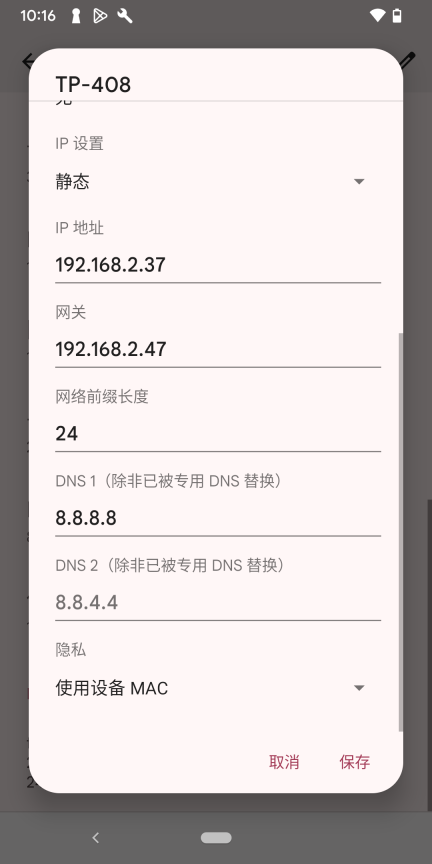 10:16
TP-408
IP 设置
静态
IP 地址
192.168.2.37
网关
192.168.2.47
网络前缀长度
24
DNS 1（除非已被专用 DNS 替换）
8.8.8.8
DNS 2（除非已被专用 DNS 替换）
8.8.4.4
隐私
使用设备 MAC
取消
保存